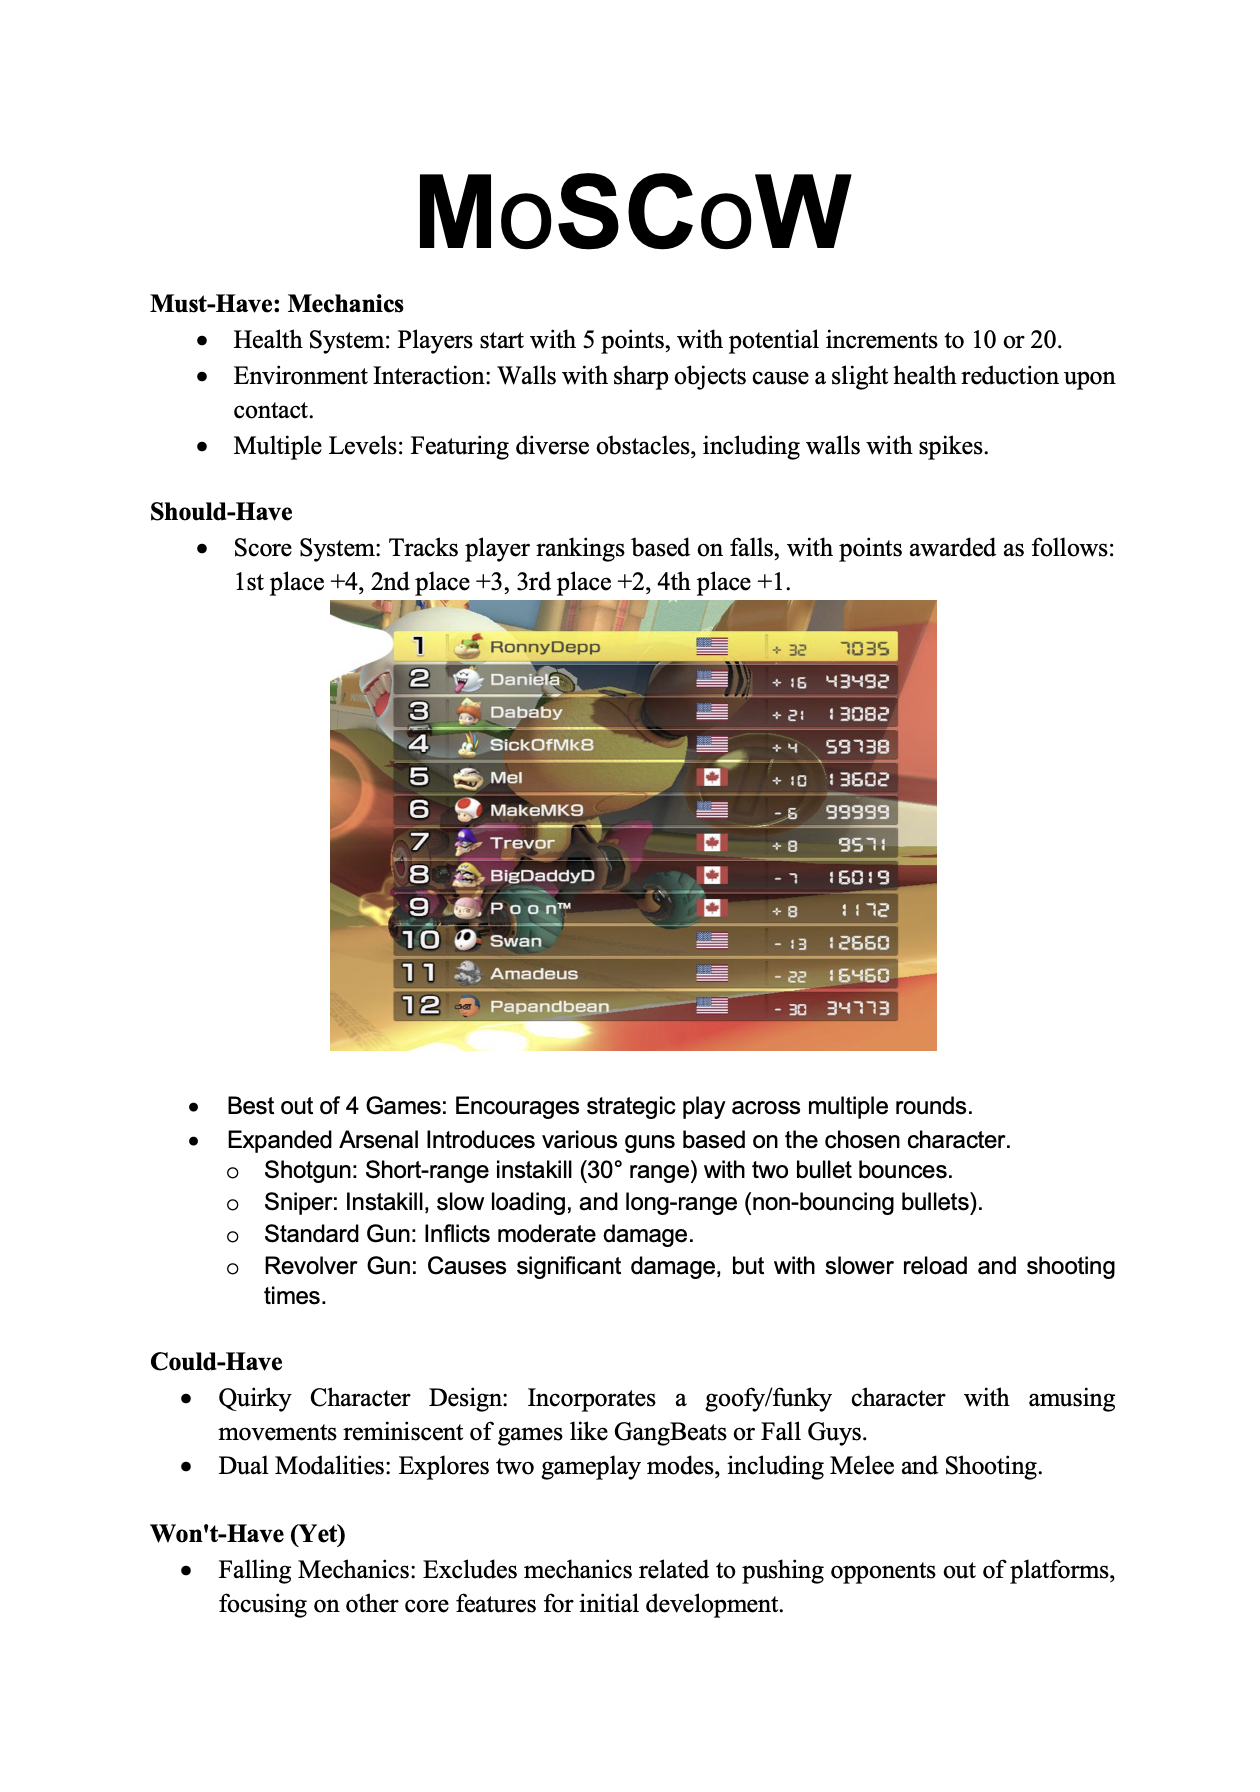 MoSCoW
Must-Have: Mechanics
• Health System: Players start with 5 points, with potential increments to 10 or 20.
• Environment Interaction: Walls with sharp objects cause a slight health reduction upon
contact.
• Multiple Levels: Featuring diverse obstacles, including walls with spikes.
Should-Have
• Score System: Tracks player rankings based on falls, with points awarded as follows:
1st place +4, 2nd place +3, 3rd place +2, 4th place +1.
1 RonnyDepp + 32 7035
2 Daniela + 16 43492
3 Dababy + 21 13082
4 SickOfMk8 + 4 59738
5 Mel + 10 13602
6 MakeMK9 - 6 99999
7 Trevor + 8 9571
8 BigDaddyD - 7 16019
9 P o o n™ + 8 1172
10 Swan - 13 12660
11 Amadeus - 22 16460
12 Papandbean - 30 34773
• Best out of 4 Games: Encourages strategic play across multiple rounds.
• Expanded Arsenal Introduces various guns based on the chosen character.
o Shotgun: Short-range instakill (30° range) with two bullet bounces.
o Sniper: Instakill, slow loading, and long-range (non-bouncing bullets).
o Standard Gun: Inflicts moderate damage.
o Revolver Gun: Causes significant damage, but with slower reload and shooting
times.
Could-Have
• Quirky Character Design: Incorporates a goofy/funky character with amusing
movements reminiscent of games like GangBeats or Fall Guys.
• Dual Modalities: Explores two gameplay modes, including Melee and Shooting.
Won't-Have (Yet)
• Falling Mechanics: Excludes mechanics related to pushing opponents out of platforms,
focusing on other core features for initial development.